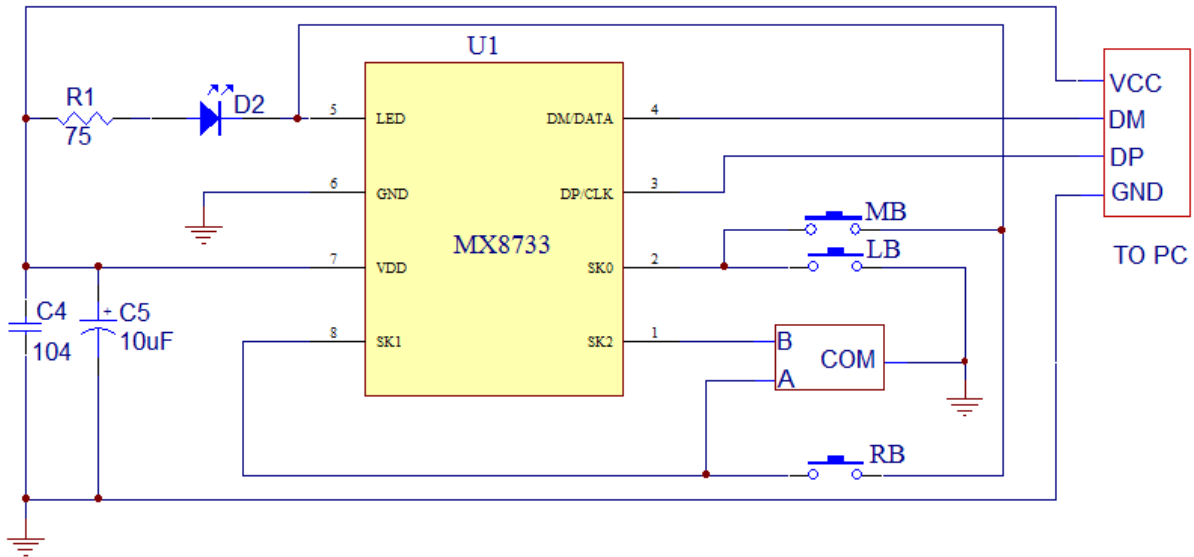 U1
R1
75
D2
5
LED
DM/DATA
4
VCC
DM
DP
GND
TO PC
6
GND
DP/CLK
3
MX8733
MB
LB
7
VDD
SK0
2
C4
104
+
C5
10uF
8
SK1
SK2
1
B
A
COM
RB